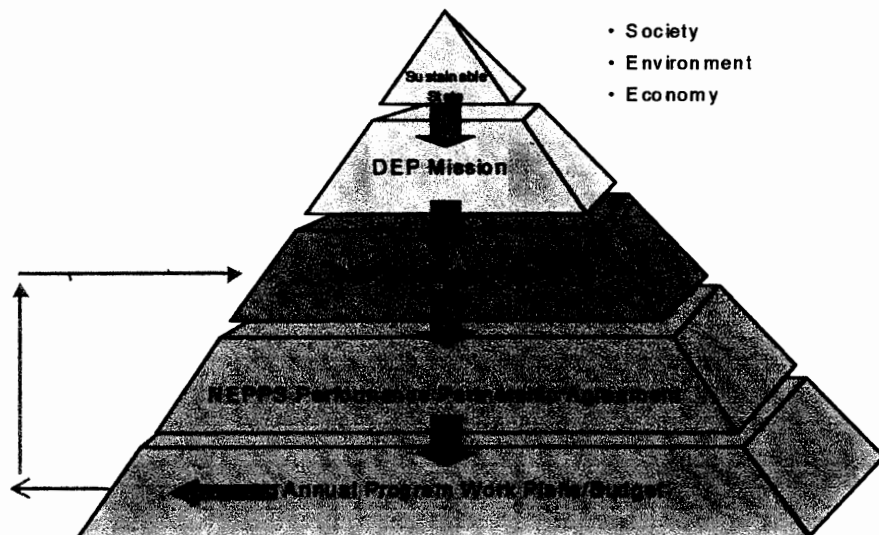 • Society
• Environment
• Economy
Sustainable
State
DEP Mission
NEPPS Performance Partnership Agreement
Annual Program Work Plans/Budget